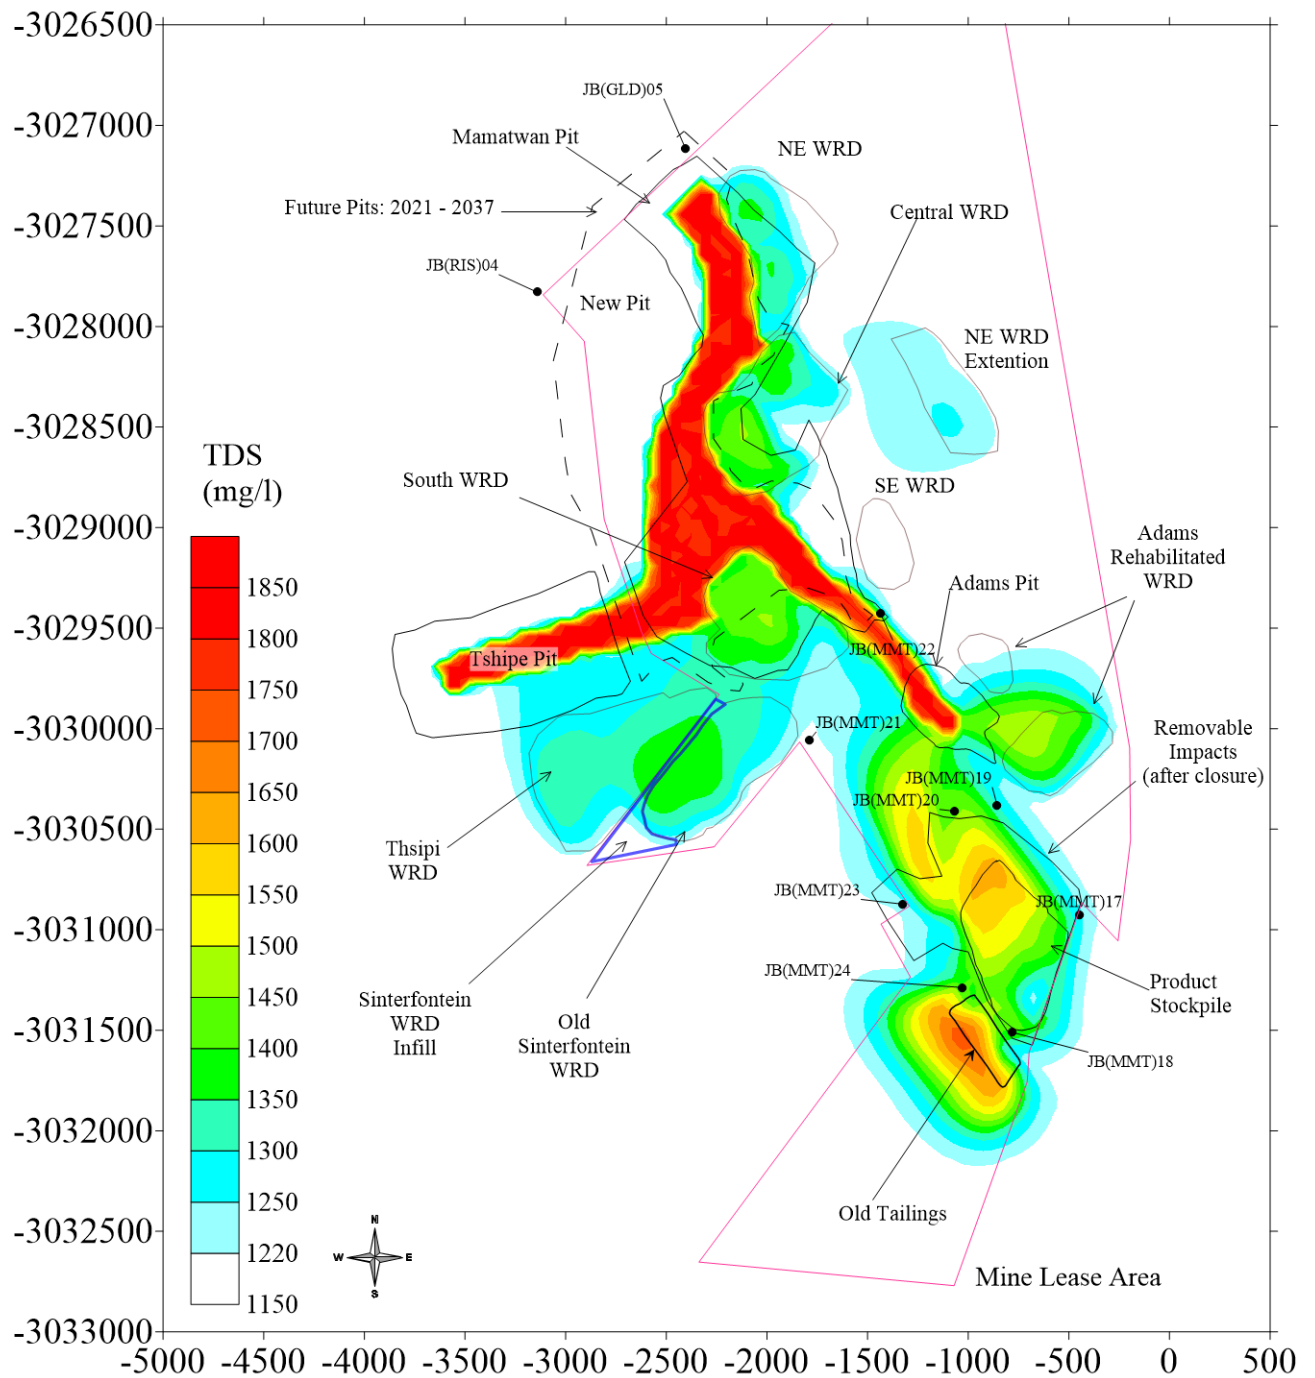 -3026500
JB(GLD)05
-3027000
Mamatwan Pit
NE WRD
Future Pits: 2021 - 2037
Central WRD
-3027500
JB(RIS)04
New Pit
-3028000
NE WRD
Extention
-3028500
TDS
(mg/l)
South WRD
SE WRD
-3029000
Adams
Rehabilitated
WRD
Adams Pit
1850
1800
1750
1700
1650
1600
1550
1500
1450
1400
1350
1300
1250
1220
1150
-3029500
JB(MMT)22
Tshipe Pit
-3030000
JB(MMT)21
Removable
Impacts
(after closure)
JB(MMT)19
JB(MMT)20
-3030500
Thsipi
WRD
JB(MMT)23
JB(MMT)17
-3031000
JB(MMT)24
Product
Stockpile
Sinterfontein
WRD
Infill
Old
Sinterfontein
WRD
-3031500
JB(MMT)18
-3032000
Old Tailings
N
W
E
S
-3032500
Mine Lease Area
-3033000
-5000 -4500 -4000 -3500 -3000 -2500 -2000 -1500 -1000 -500 0 500